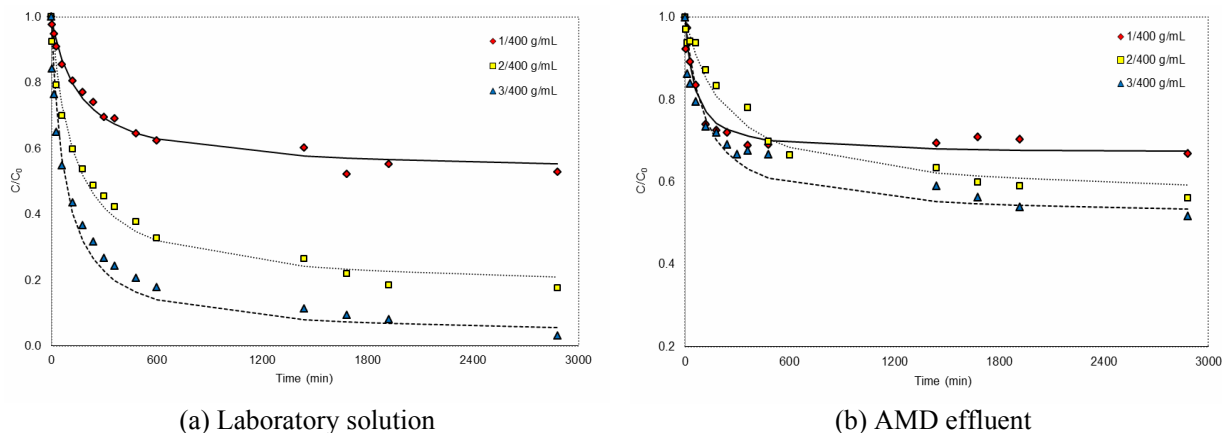 1.0
0.8
0.6
0.4
0.2
0.0
C/C0
0 600 1200 1800 2400 3000
Time (min)
1/400 g/mL
2/400 g/mL
3/400 g/mL
(a) Laboratory solution
1.0
0.8
0.6
0.4
0.2
C/C0
0 600 1200 1800 2400 3000
Time (min)
1/400 g/mL
2/400 g/mL
3/400 g/mL
(b) AMD effluent